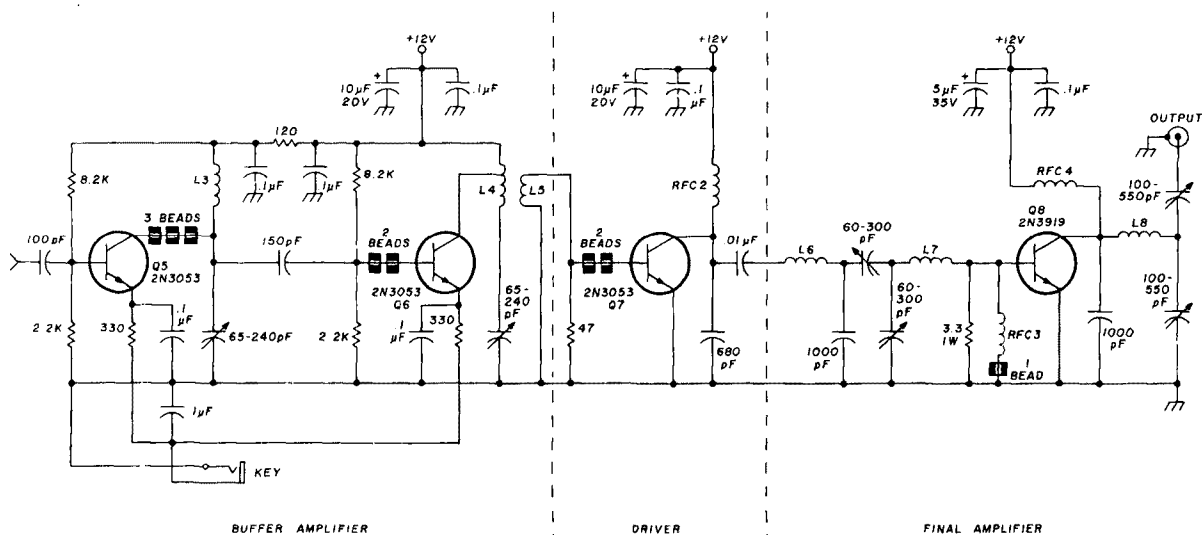 +12V
10µF
20V
.1µF
120
8.2K
L3
.1µF
.1µF
8.2K
L4
L5
3 BEADS
100pF
Q5
2N3053
150pF
2
BEADS
2N3053
Q6
2.2K
330
.1
µF
65-240pF
2.2K
.1
µF
330
65-
240
pF
1µF
KEY
BUFFER AMPLIFIER
+12V
10µF
20V
.1
µF
RFC2
2
BEADS
2N3053
Q7
.01µF
47
680
pF
DRIVER
+12V
5µF
35V
.1µF
RFC4
OUTPUT
100-
550pF
Q8
2N3919
L8
60-300
pF
L6
L7
60-
300
pF
100-
550
pF
1000
pF
3.3
1W
RFC3
1
BEAD
1000
pF
FINAL AMPLIFIER